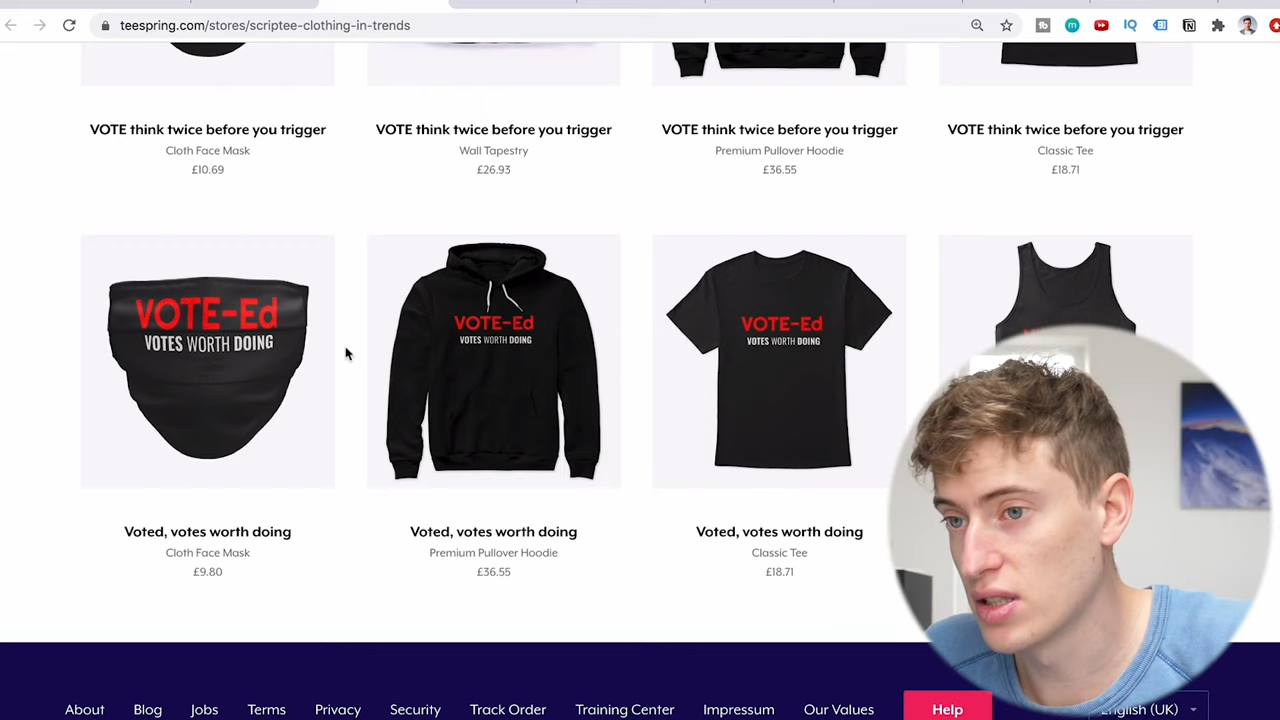 teespring.com/stores/scriptee-clothing-in-trends
VOTE think twice before you trigger
Cloth Face Mask
£10.69
VOTE think twice before you trigger
Wall Tapestry
£26.93
VOTE think twice before you trigger
Premium Pullover Hoodie
£36.55
VOTE think twice before you trigger
Classic Tee
£18.71
VOTE-Ed
VOTES WORTH DOING
VOTE-Ed
VOTES WORTH DOING
VOTE-Ed
VOTES WORTH DOING
Voted, votes worth doing
Cloth Face Mask
£9.80
Voted, votes worth doing
Premium Pullover Hoodie
£36.55
Voted, votes worth doing
Classic Tee
£18.71
About Blog Jobs Terms Privacy Security Track Order Training Center Impressum Our Values Help English (UK)